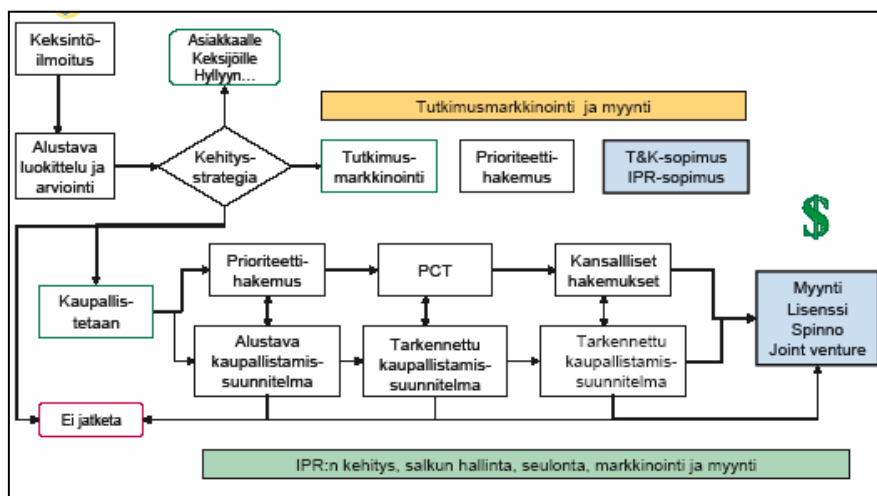 Keksintö-
ilmoitus
Asiakkaalle
Keksijöille
Hyllyyn...
Tutkimusmarkkinointi ja myynti
Alustava
luokittelu ja
arviointi
Kehitys-
strategia
Tutkimus-
markkinointi
Prioriteetti-
hakemus
T&K-sopimus
IPR-sopimus
$
Prioriteetti-
hakemus
PCT
Kansallliset
hakemukset
Kaupallis-
tetaan
Myynti
Lisenssi
Spinno
Joint venture
Alustava
kaupallistamis-
suunnitelma
Tarkennettu
kaupallistamis-
suunnitelma
Tarkennettu
kaupallistamis-
suunnitelma
Ei jatketa
IPR:n kehitys, salkun hallinta, seulonta, markkinointi ja myynti